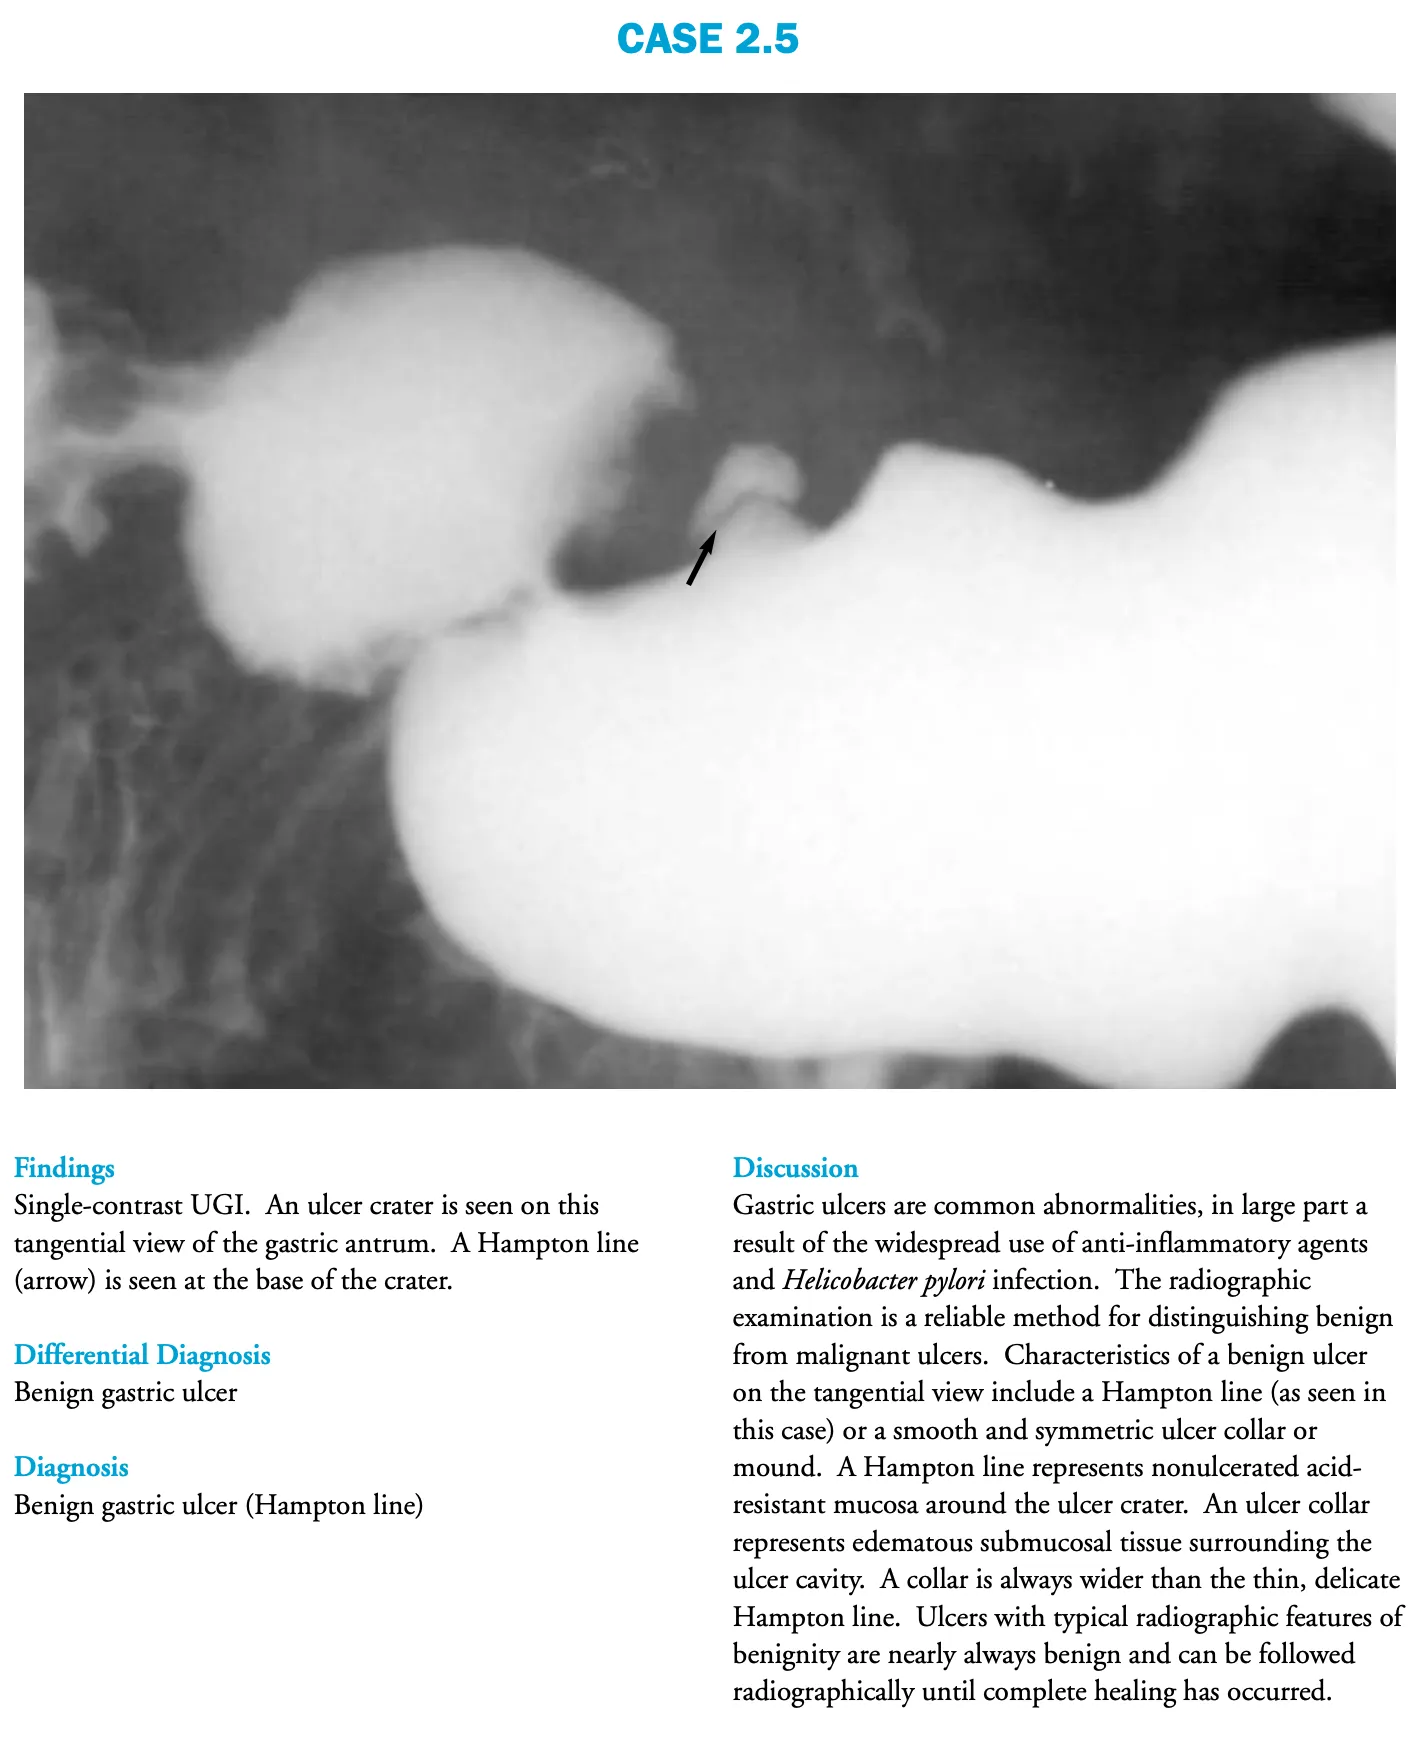 CASE 2.5
Findings
Single-contrast UGI. An ulcer crater is seen on this
tangential view of the gastric antrum. A Hampton line
(arrow) is seen at the base of the crater.
Differential Diagnosis
Benign gastric ulcer
Diagnosis
Benign gastric ulcer (Hampton line)
Discussion
Gastric ulcers are common abnormalities, in large part a
result of the widespread use of anti-inflammatory agents
and Helicobacter pylori infection. The radiographic
examination is a reliable method for distinguishing benign
from malignant ulcers. Characteristics of a benign ulcer
on the tangential view include a Hampton line (as seen in
this case) or a smooth and symmetric ulcer collar or
mound. A Hampton line represents nonulcerated acid-
resistant mucosa around the ulcer crater. An ulcer collar
represents edematous submucosal tissue surrounding the
ulcer cavity. A collar is always wider than the thin, delicate
Hampton line. Ulcers with typical radiographic features of
benignity are nearly always benign and can be followed
radiographically until complete healing has occurred.